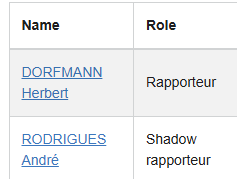 Name Role
DORFMANN
Herbert
Rapporteur
RODRIGUES
André
Shadow
rapporteur